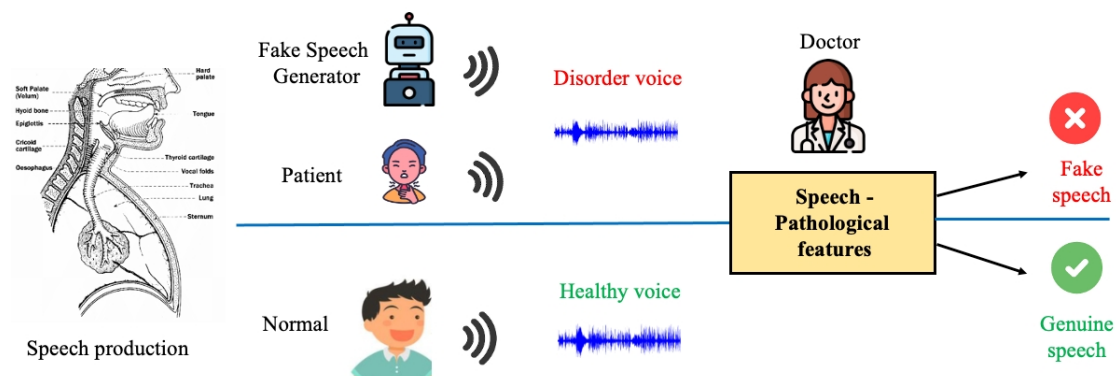 Hard
palate
Soft Palate
(Volum)
Hyoid bone
Epiglottis
Cricoid
cartilage
Oesophagus
Tongue
Thyroid cartilage
Vocal folds
Trachea
Lung
Sternum
Speech production
Fake Speech
Generator
Patient
Normal
Disorder voice
Healthy voice
Doctor
Speech -
Pathological
features
Fake
speech
Genuine
speech